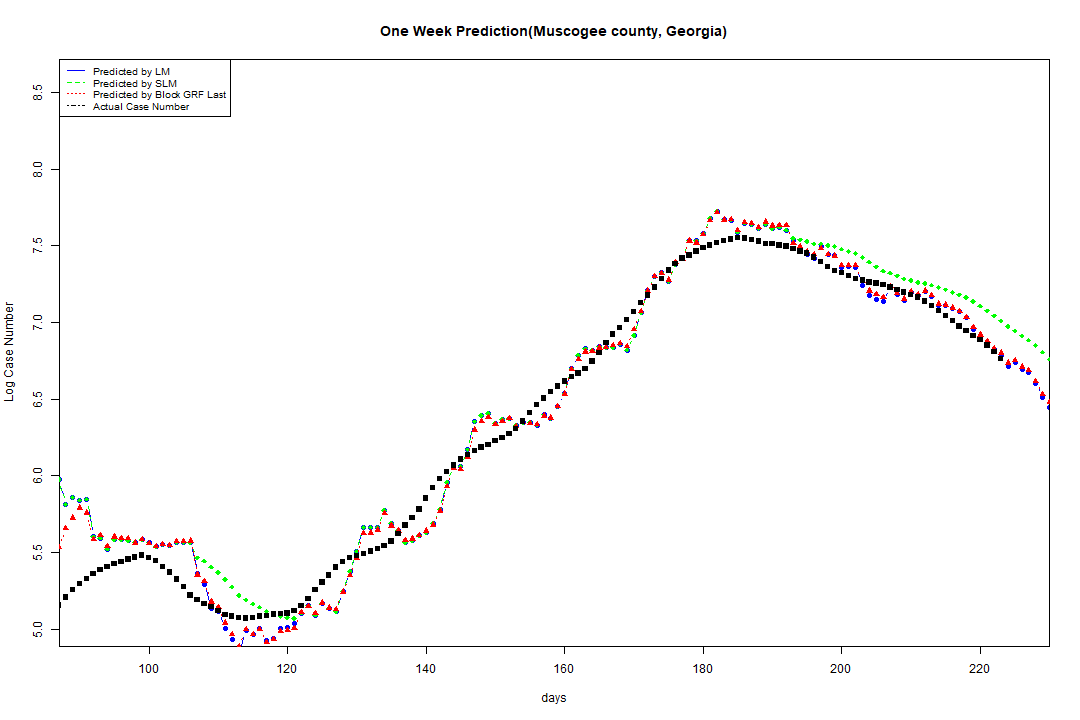 One Week Prediction(Muscogee county, Georgia)
Predicted by LM
Predicted by SLM
Predicted by Block GRF Last
Actual Case Number
Log Case Number
8.5
8.0
7.5
7.0
6.5
6.0
5.5
5.0
100 120 140 160 180 200 220
days